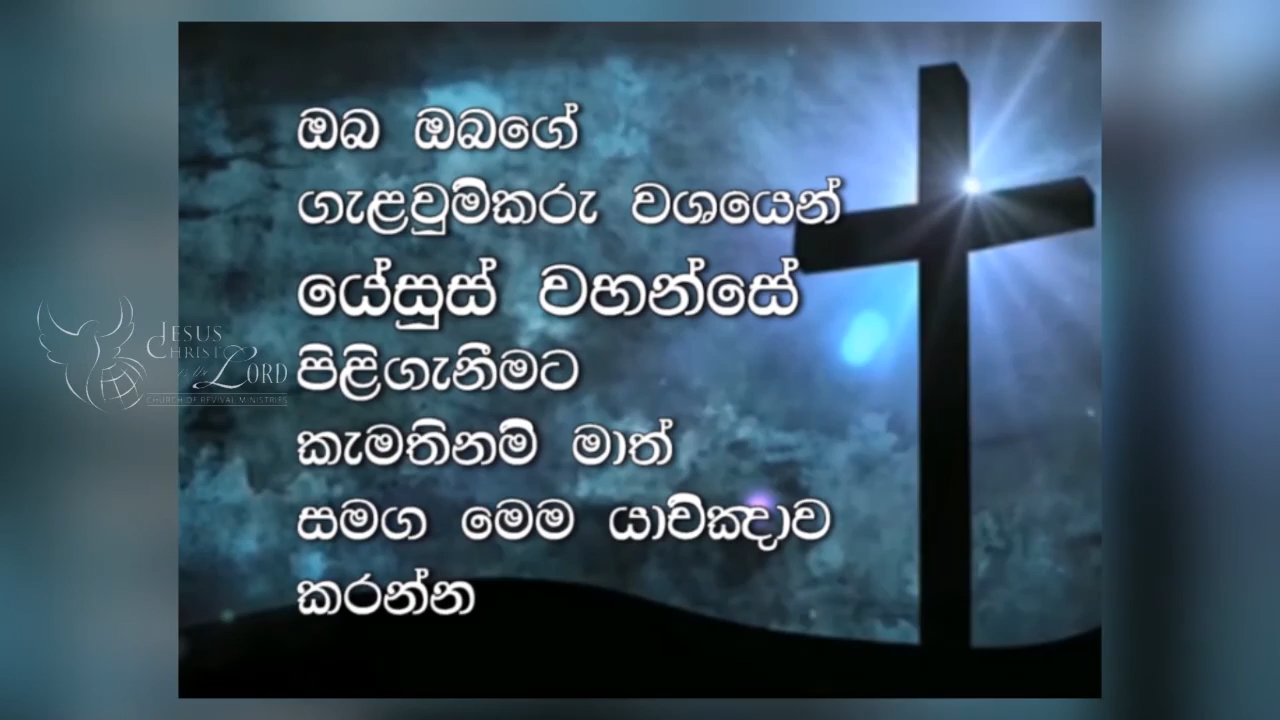 ඔබ ඔබගේ
ගැළවුම්කරු වශයෙන්
යේසුස් වහන්සේ
පිළිගැනීමට
කැමතිනම් මාත්
සමග මෙම යාච්ඤාව
කරන්න
JESUS
CHRIST
LORD
CHURCH OF REVIVAL MINISTRIES